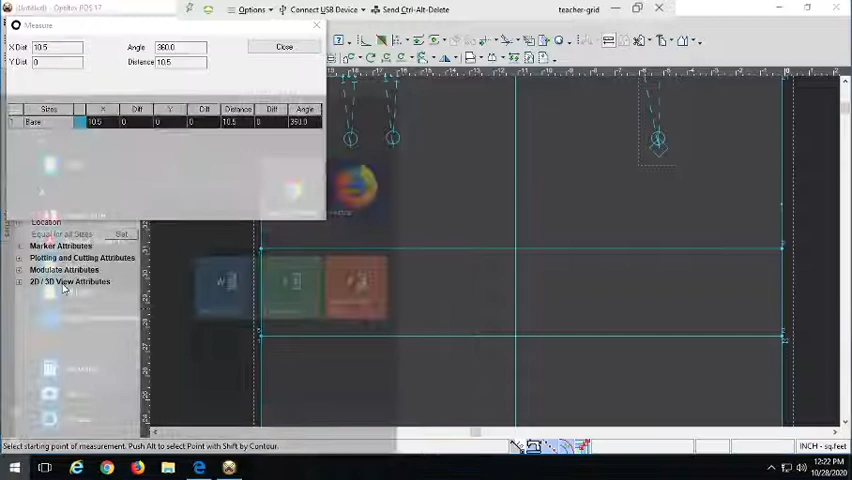 (Untitled) - Optitex PDS 17
Options
Connect USB Device
Send Ctrl-Alt-Delete
teacher-grid
Measure
X Dist 10.5 Angle 360.0 Close
Y Dist 0 Distance 10.5
Sizes X Diff Y Diff Distance Diff Angle
1 Base 10.5 0 0 0 10.5 0 360.0
Location
Equal for all Sizes Set
Marker Attributes
Plotting and Cutting Attributes
Modulate Attributes
2D / 3D View Attributes
Select starting point of measurement. Push Alt to select Point with Shift by Contour.
INCH - sq.feet
12:22 PM
10/28/2020